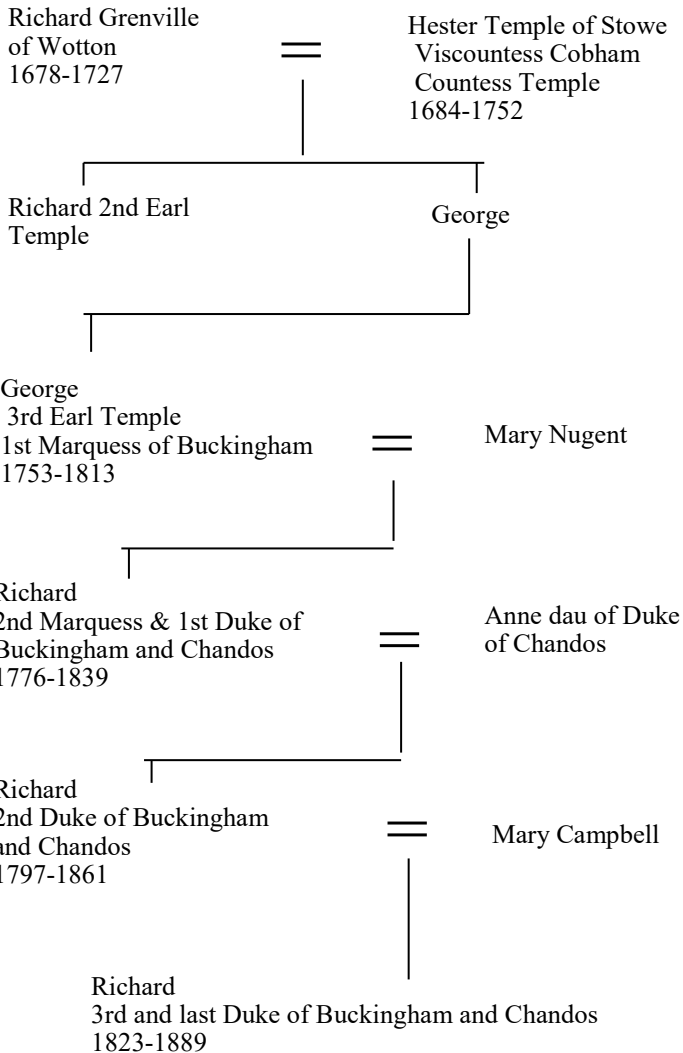 Richard Grenville
of Wotton
1678-1727
Hester Temple of Stowe
Viscountess Cobham
Countess Temple
1684-1752
Richard 2nd Earl
Temple
George
George
3rd Earl Temple
1st Marquess of Buckingham
1753-1813
Mary Nugent
Richard
2nd Marquess & 1st Duke of
Buckingham and Chandos
1776-1839
Anne dau of Duke
of Chandos
Richard
2nd Duke of Buckingham
and Chandos
1797-1861
Mary Campbell
Richard
3rd and last Duke of Buckingham and Chandos
1823-1889